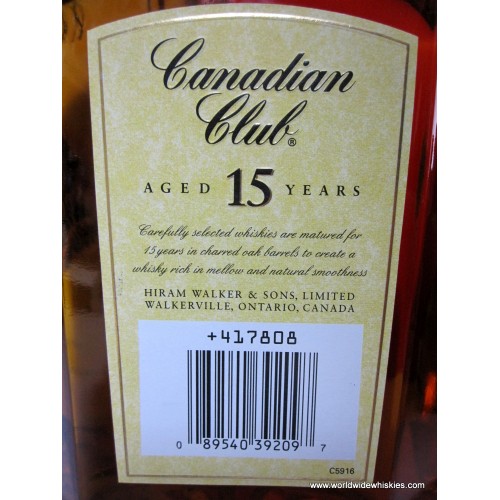 Canadian
Club®
AGED 15 YEARS
Carefully selected whiskies are matured for
15 years in charred oak barrels to create a
whisky rich in mellow and natural smoothness
HIRAM WALKER & SONS, LIMITED
WALKERVILLE, ONTARIO, CANADA
+417808
0 89540 39209 7
C5916
www.worldwidewhiskies.com